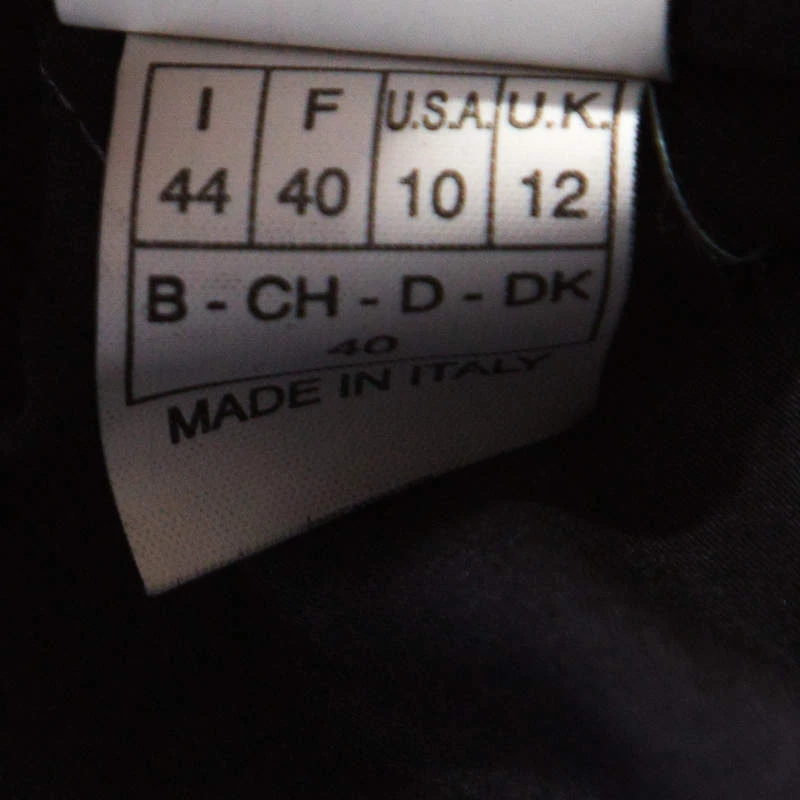 I F U.S.A. U.K.
44 40 10 12
B - CH - D - DK
40
MADE IN ITALY